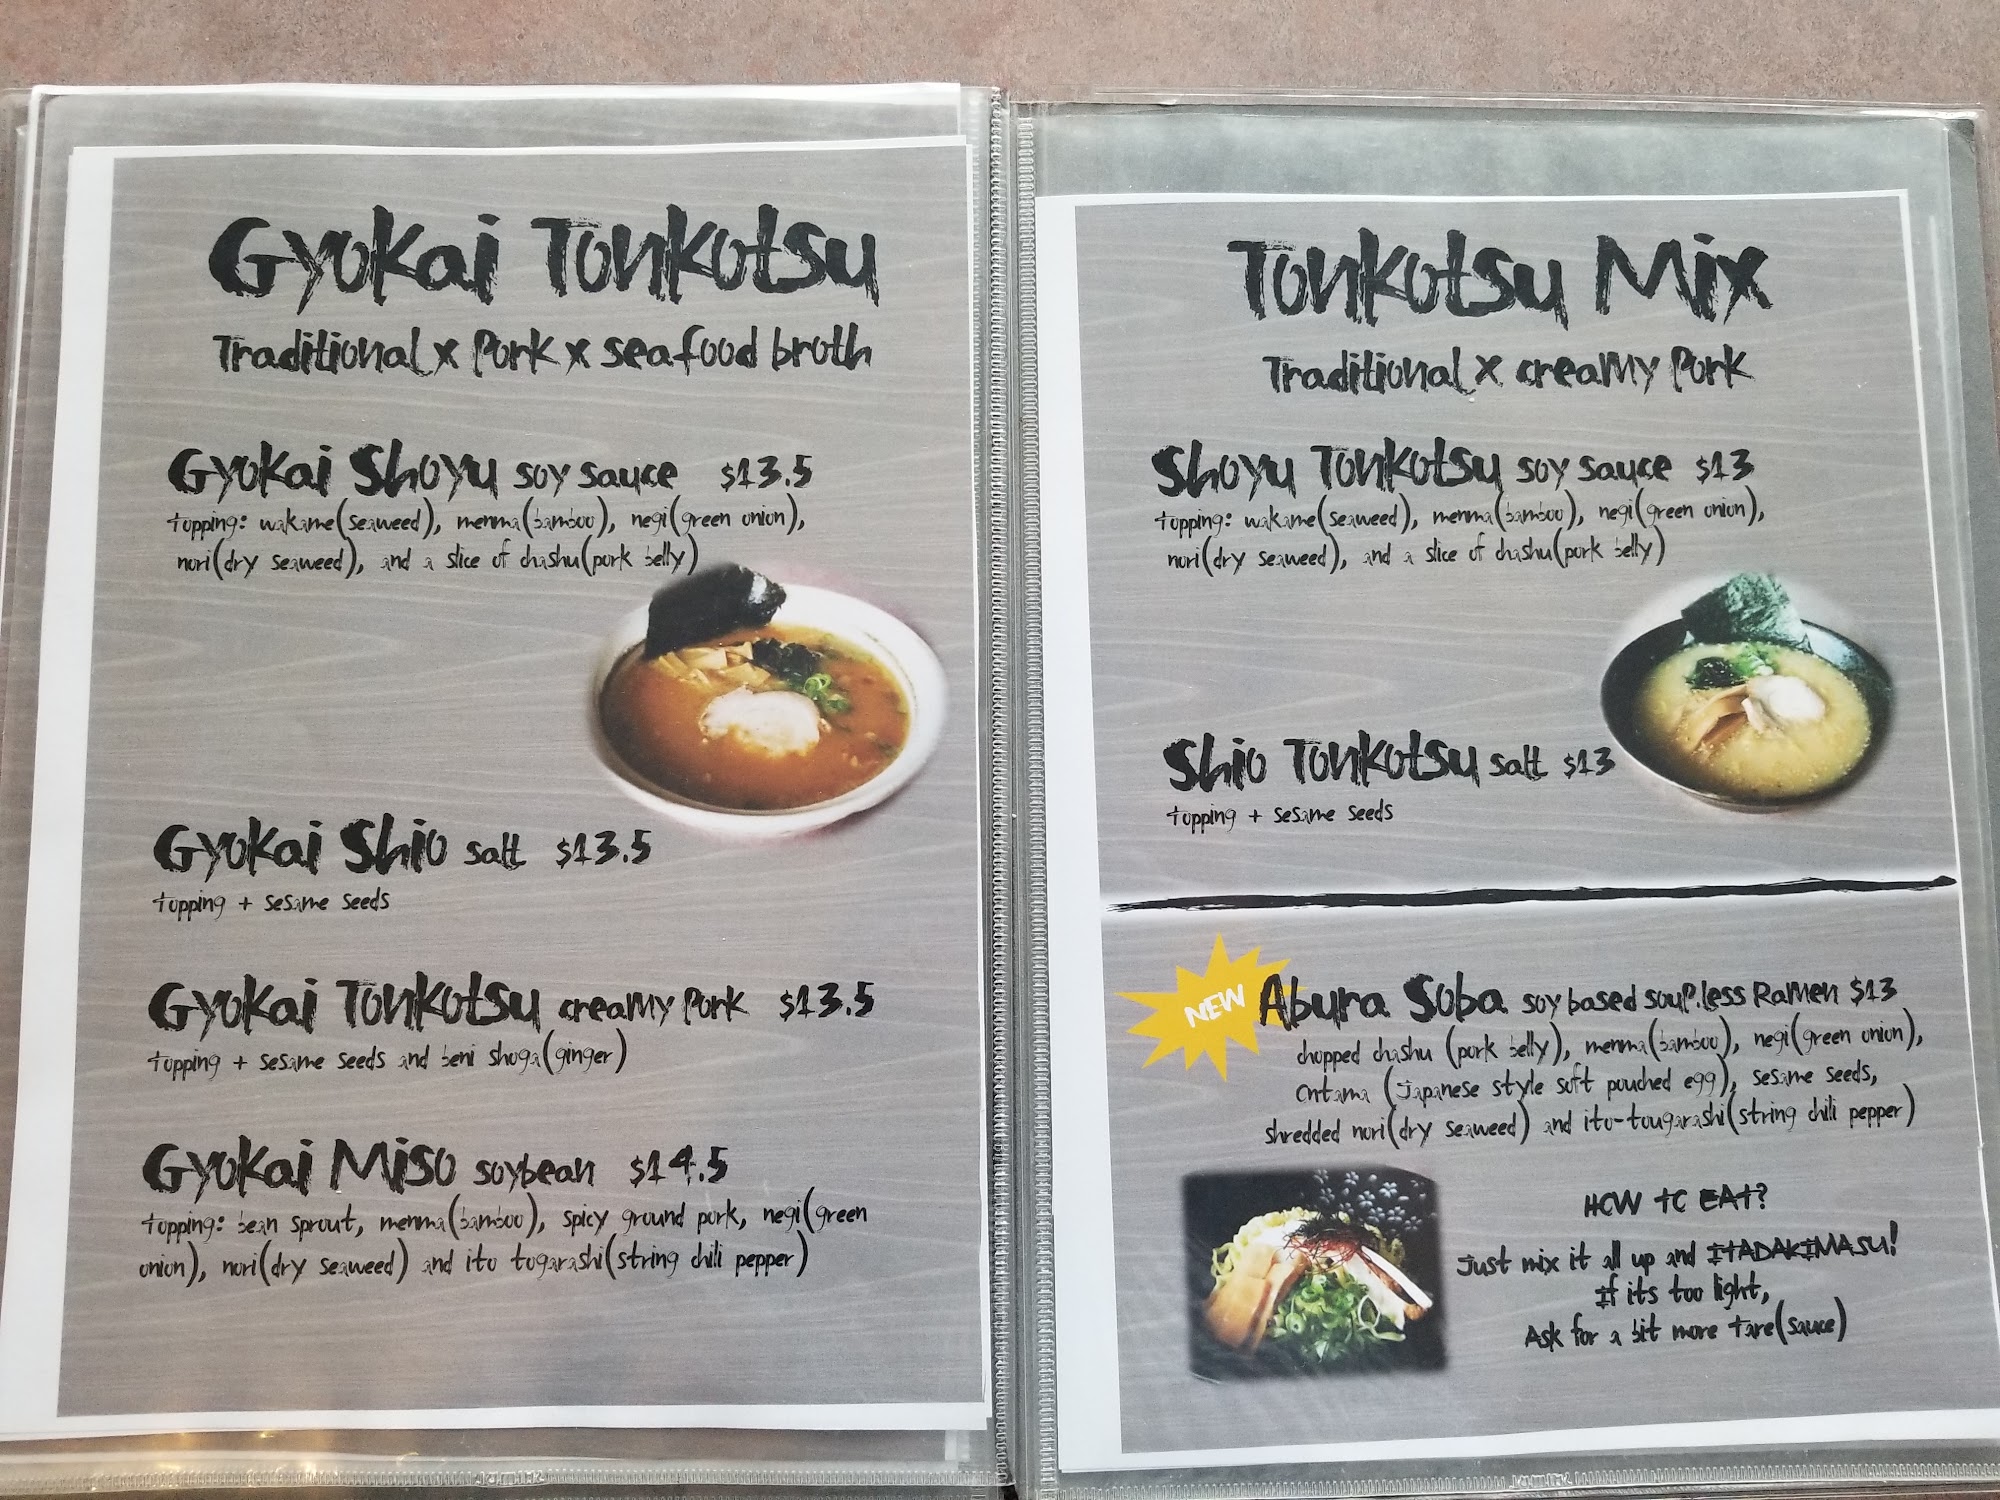 Gyokai Tonkotsu
Traditional x Pork x seafood broth
Gyokai Shoyu soy sauce $13.5
topping: wakame(seaweed), menma(bamboo), negi(green onion),
nori(dry seaweed), and a slice of chashu(pork belly)
Gyokai Shio salt $13.5
topping + sesame seeds
Gyokai Tonkotsu creamy Pork $13.5
topping + sesame seeds and beni shoga(ginger)
Gyokai Miso soybean $14.5
topping: bean sprout, menma(bamboo), spicy ground pork, negi(green
onion), nori(dry seaweed) and ito togarashi(string chili pepper)
Tonkotsu Mix
Traditional x creamy Pork
Shoyu Tonkotsu soy sauce $13
topping: wakame(seaweed), menma(bamboo), negi(green onion),
nori(dry seaweed), and a slice of chashu(pork belly)
Shio Tonkotsu salt $13
topping + sesame seeds
NEW Abura Soba soy based soup.less Ramen $13
chopped chashu (pork belly), menma(bamboo), negi(green onion),
Ontama (Japanese style soft pouched egg), sesame seeds,
shredded nori(dry seaweed) and ito-tougarashi(string chili pepper)
HOW TO EAT?
Just mix it all up and ITADAKIMASU!
If its too light,
Ask for a bit more tare(sauce)